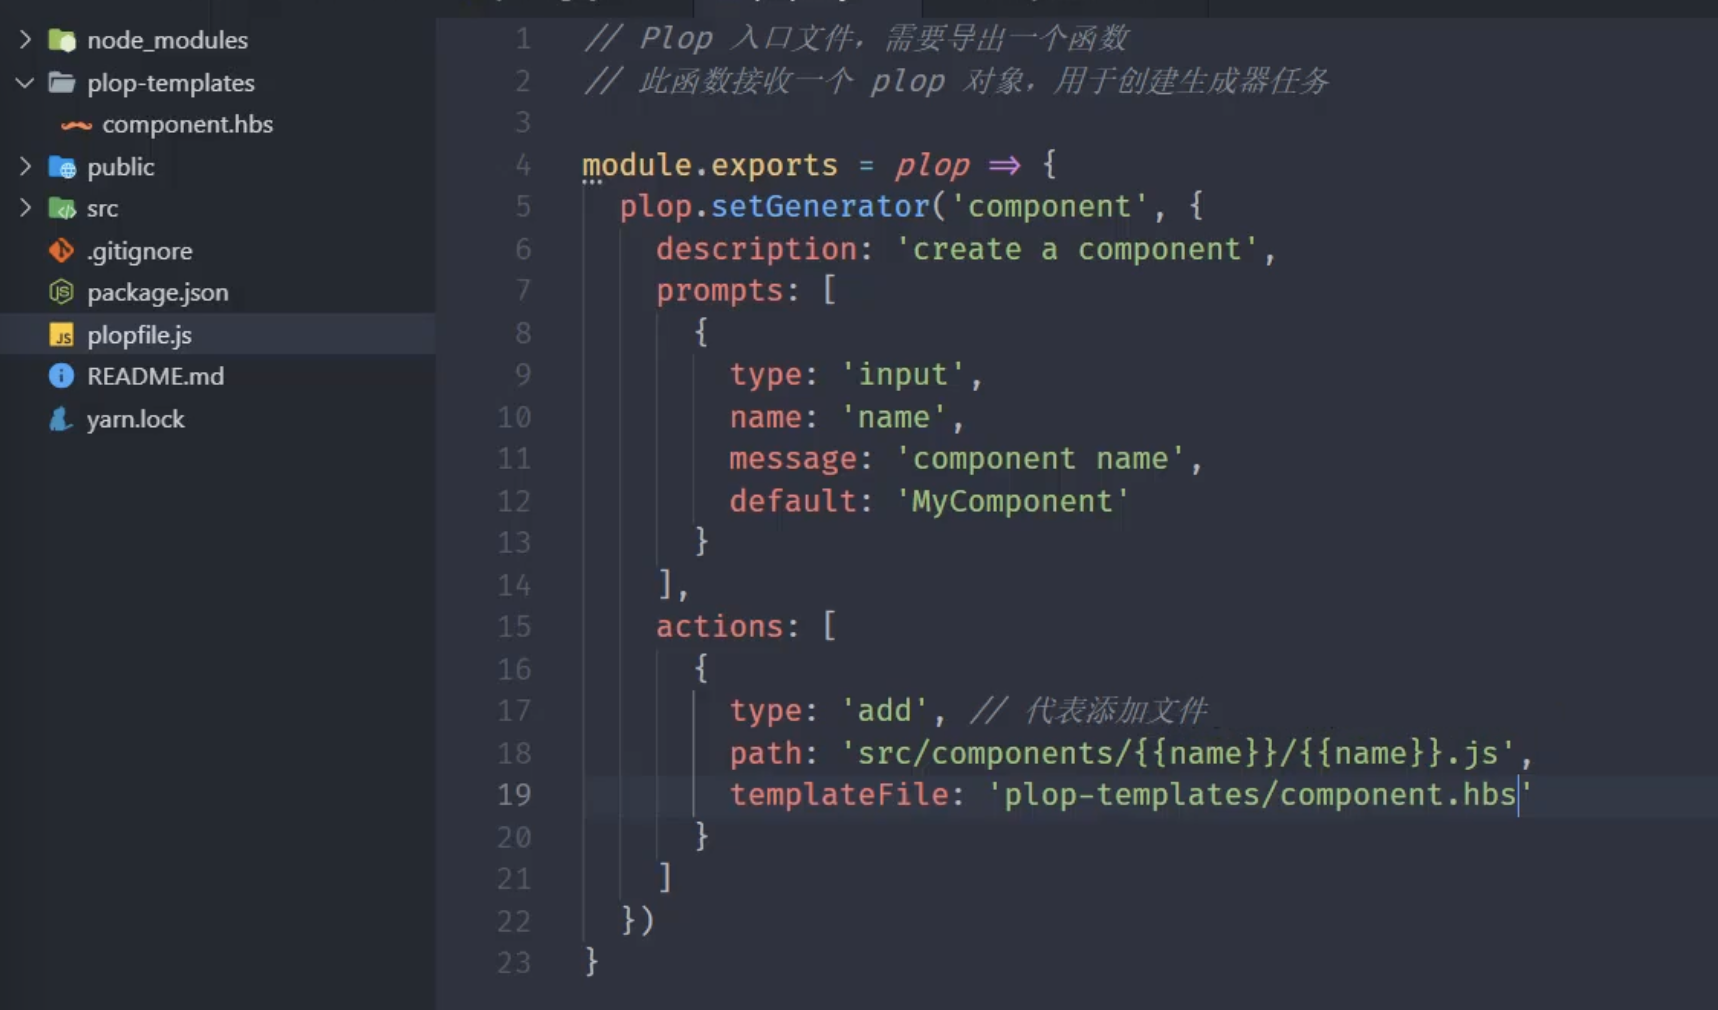 node_modules
plop-templates
component.hbs
public
src
.gitignore
package.json
plopfile.js
README.md
yarn.lock
1 // Plop 入口文件，需要导出一个函数
2 // 此函数接收一个 plop 对象，用于创建生成器任务
3
4 module.exports = plop => {
5 plop.setGenerator('component', {
6 description: 'create a component',
7 prompts: [
8 {
9 type: 'input',
10 name: 'name',
11 message: 'component name',
12 default: 'MyComponent'
13 }
14 ],
15 actions: [
16 {
17 type: 'add', // 代表添加文件
18 path: 'src/components/{{name}}/{{name}}.js',
19 templateFile: 'plop-templates/component.hbs'
20 }
21 ]
22 })
23 }